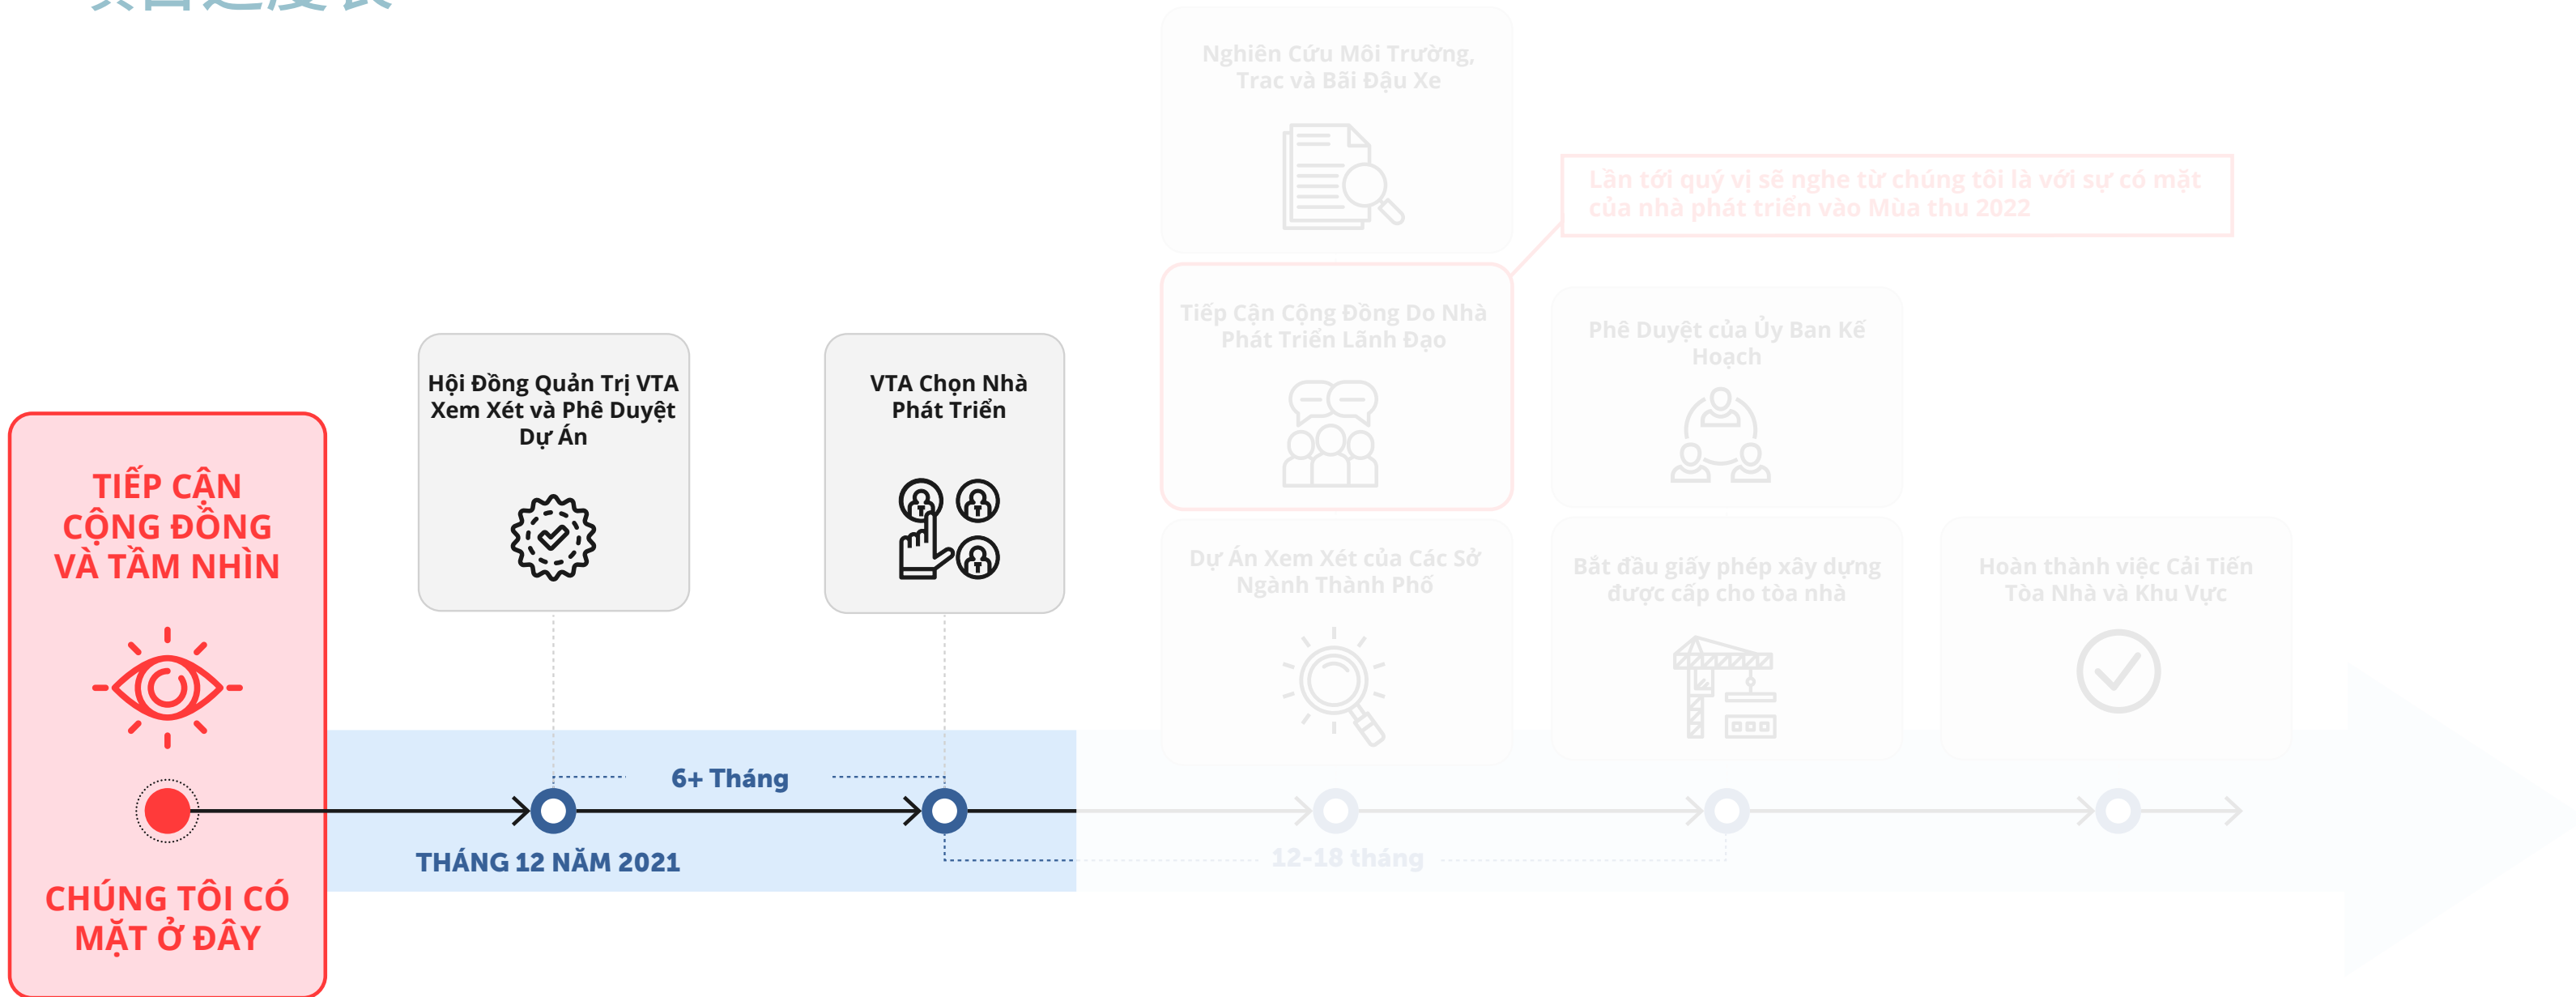 项目进度表
Nghiên Cứu Môi Trường,
Trac và Bãi Đậu Xe
Lần tới quý vị sẽ nghe từ chúng tôi là với sự có mặt
của nhà phát triển vào Mùa thu 2022
Tiếp Cận Cộng Đồng Do Nhà
Phát Triển Lãnh Đạo
Phê Duyệt của Ủy Ban Kế
Hoạch
Hội Đồng Quản Trị VTA
Xem Xét và Phê Duyệt
Dự Án
VTA Chọn Nhà
Phát Triển
TIẾP CẬN
CỘNG ĐỒNG
VÀ TẦM NHÌN
Dự Án Xem Xét của Các Sở
Ngành Thành Phố
Bắt đầu giấy phép xây dựng
được cấp cho tòa nhà
Hoàn thành việc Cải Tiến
Tòa Nhà và Khu Vực
6+ Tháng
THÁNG 12 NĂM 2021
12-18 tháng
CHÚNG TÔI CÓ
MẶT Ở ĐÂY